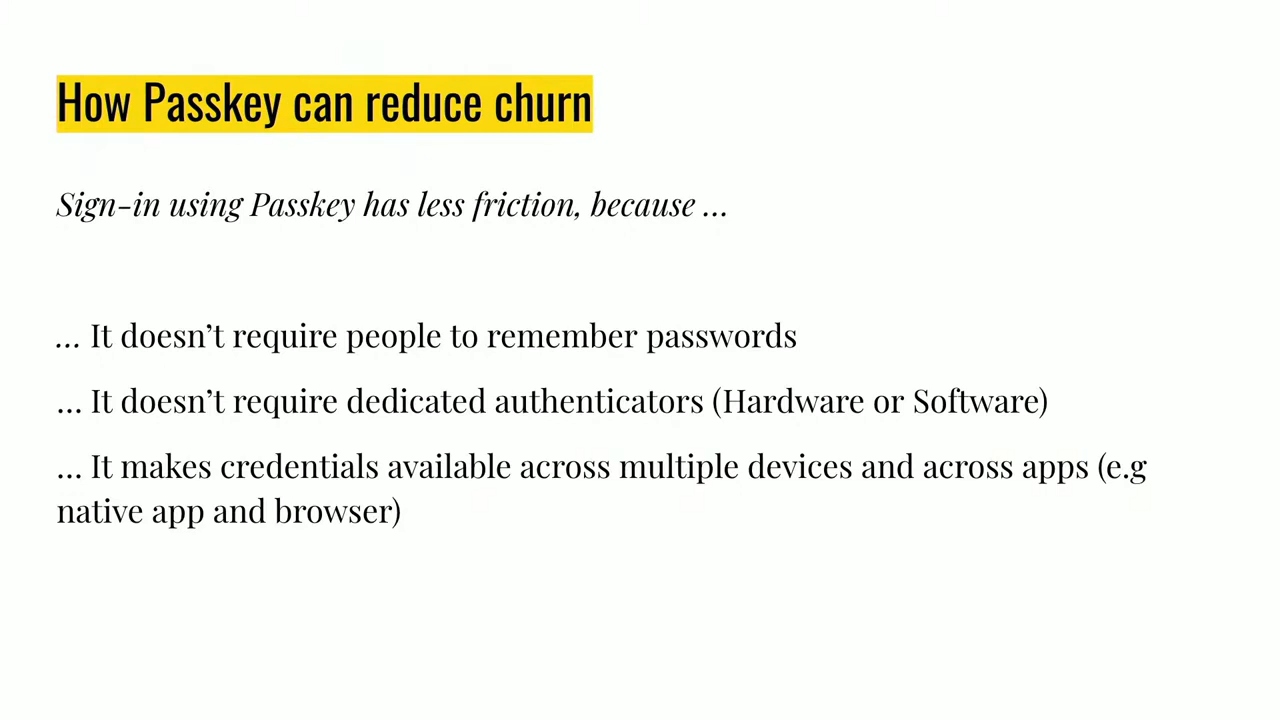 How Passkey can reduce churn
Sign-in using Passkey has less friction, because …
… It doesn’t require people to remember passwords
… It doesn’t require dedicated authenticators (Hardware or Software)
… It makes credentials available across multiple devices and across apps (e.g
native app and browser)